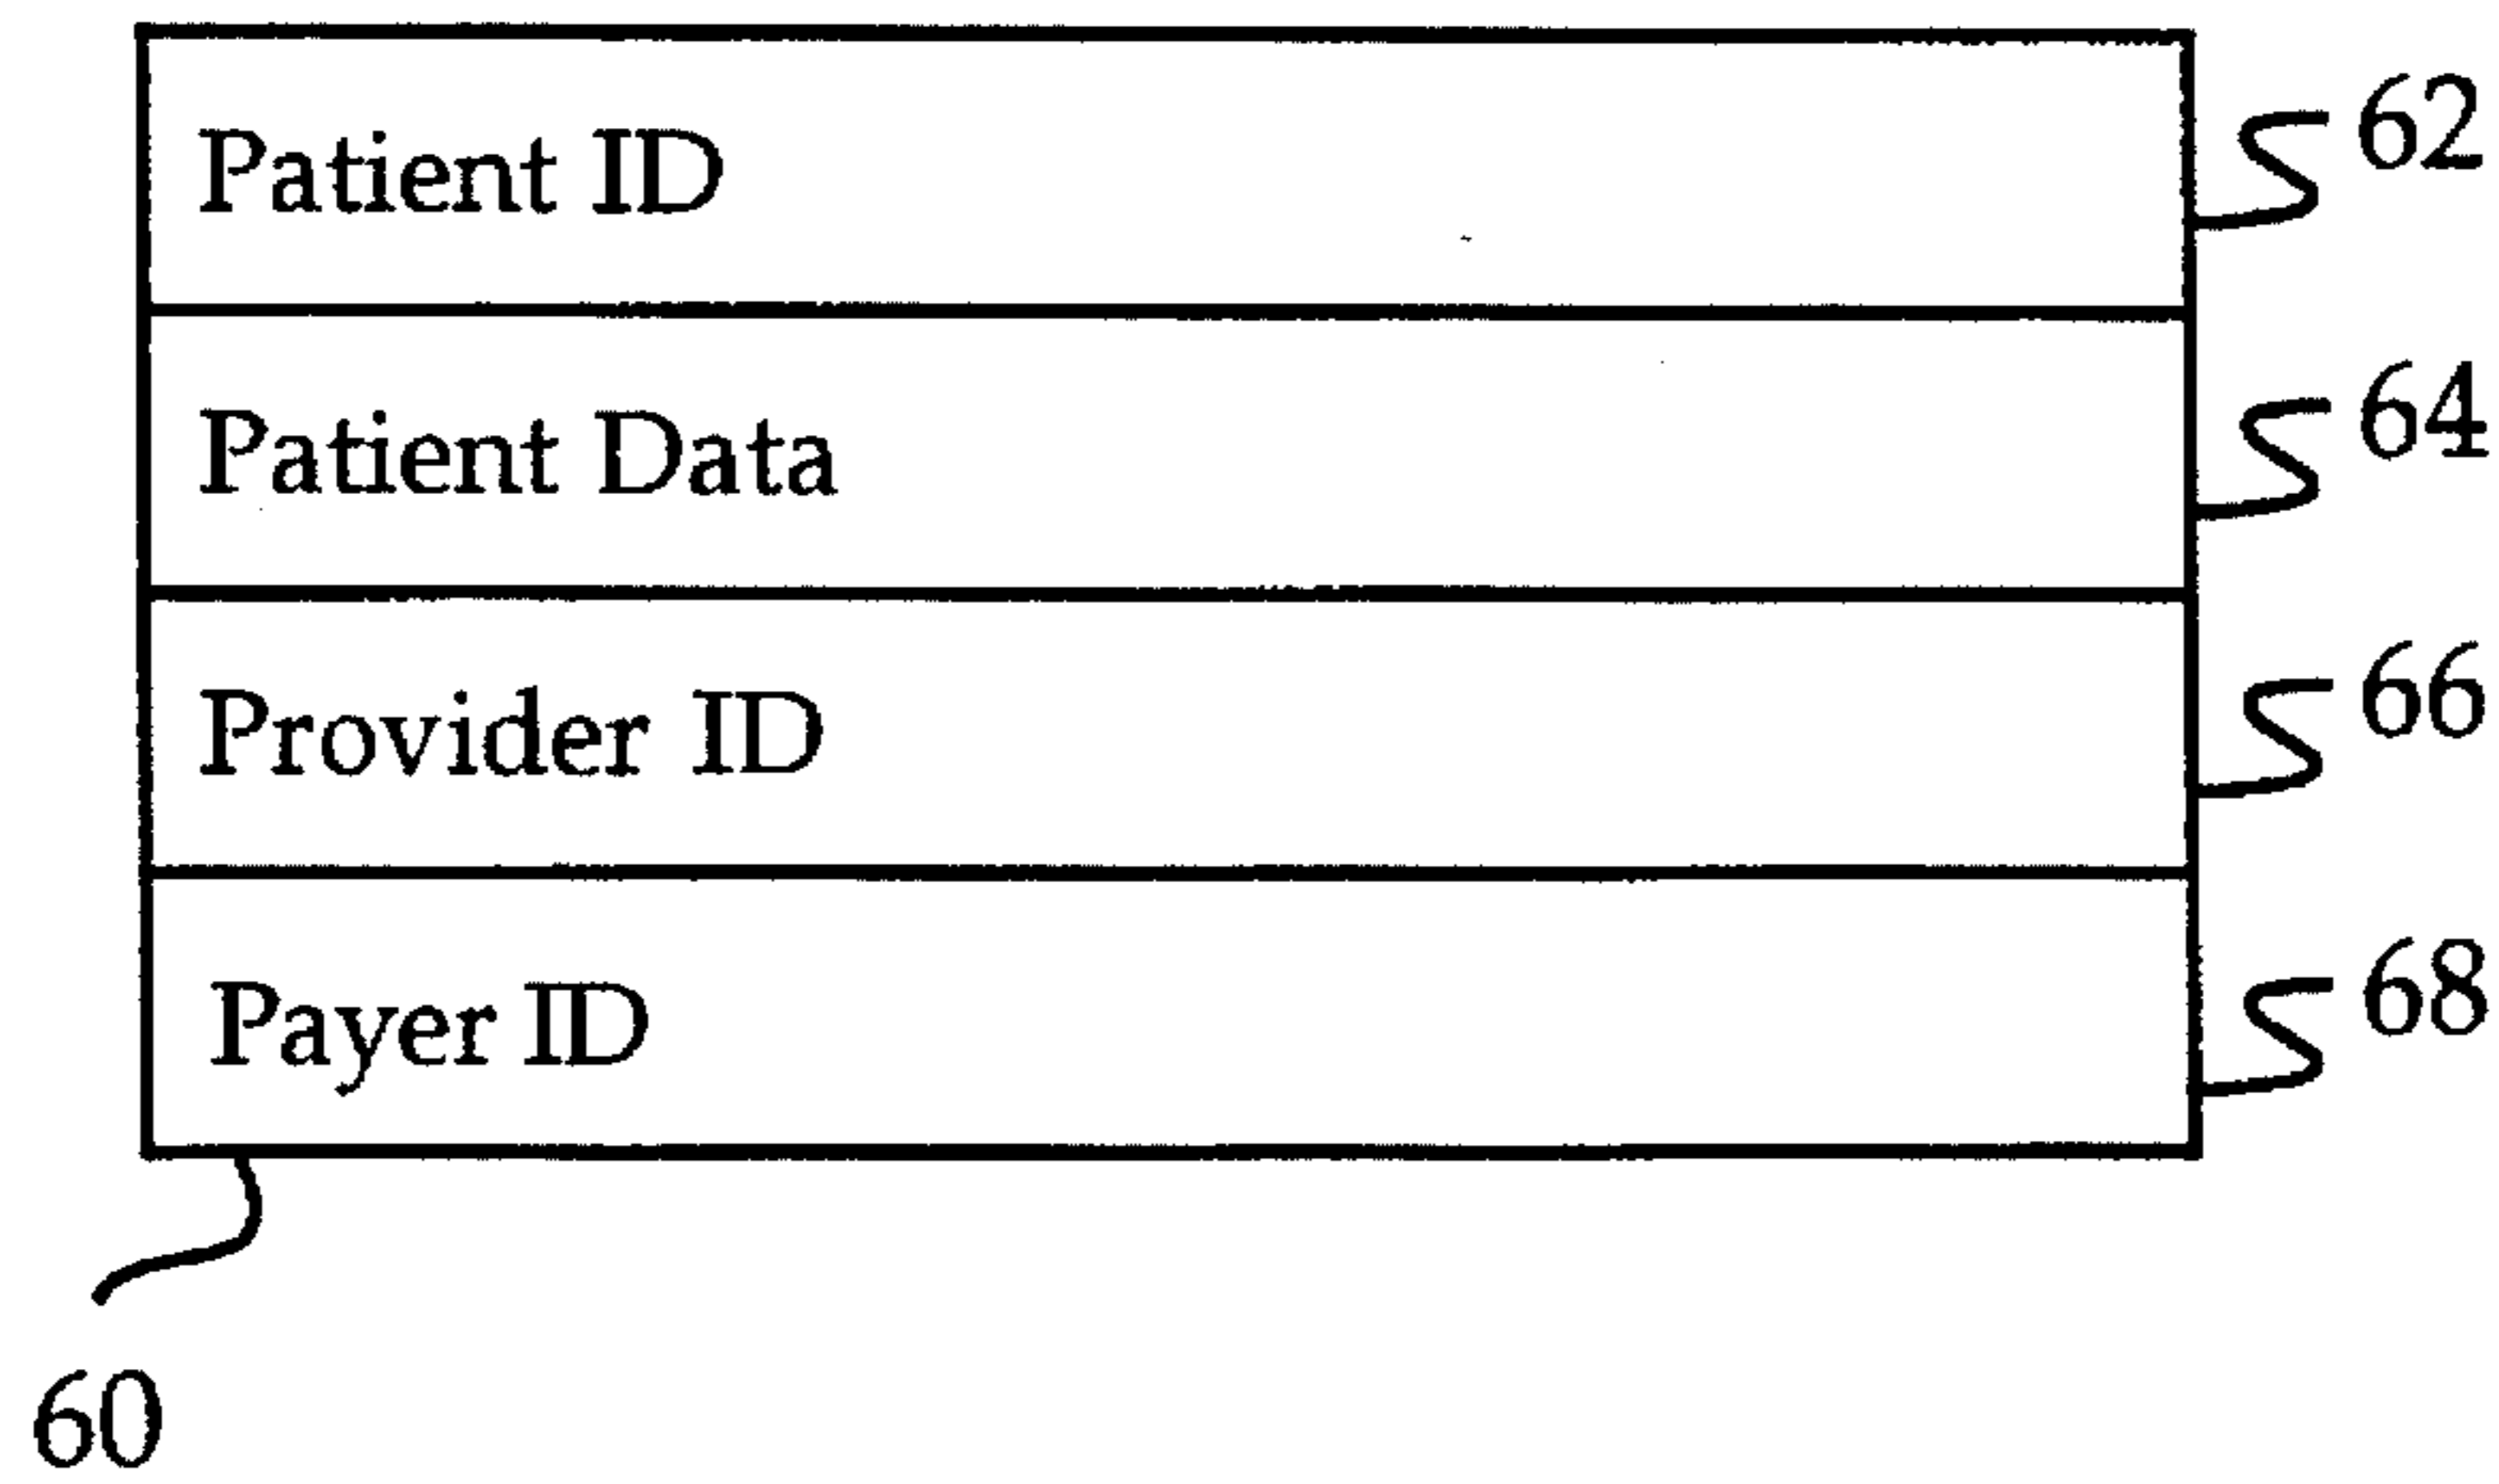 Patient ID 62
Patient Data 64
Provider ID 66
Payer ID 68
60